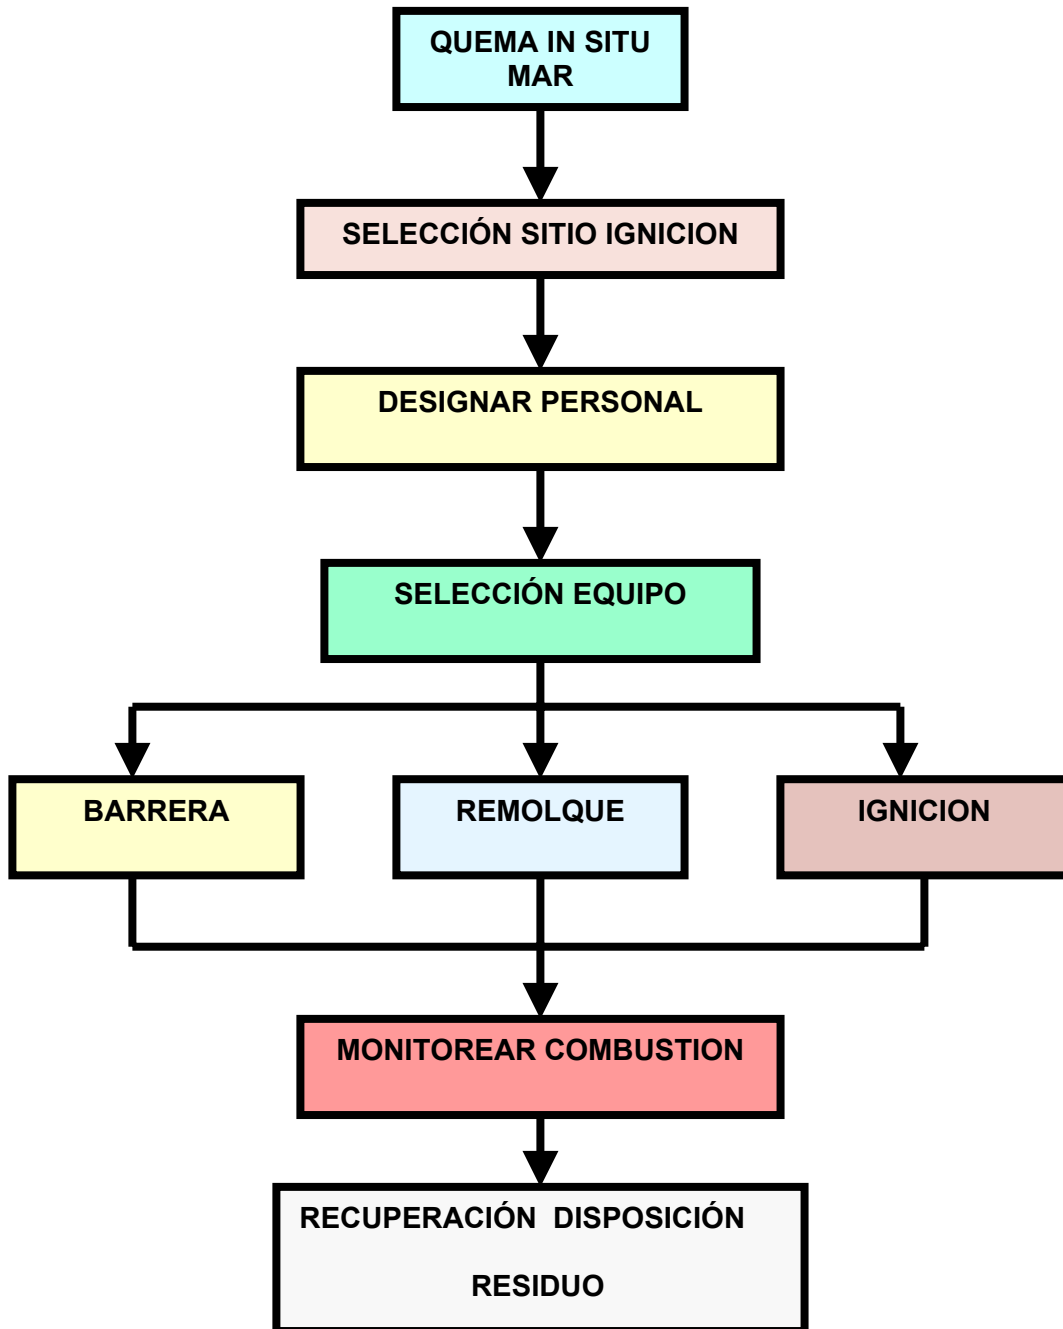 QUEMA IN SITU
MAR
SELECCIÓN SITIO IGNICION
DESIGNAR PERSONAL
SELECCIÓN EQUIPO
BARRERA
REMOLQUE
IGNICION
MONITOREAR COMBUSTION
RECUPERACIÓN DISPOSICIÓN
RESIDUO